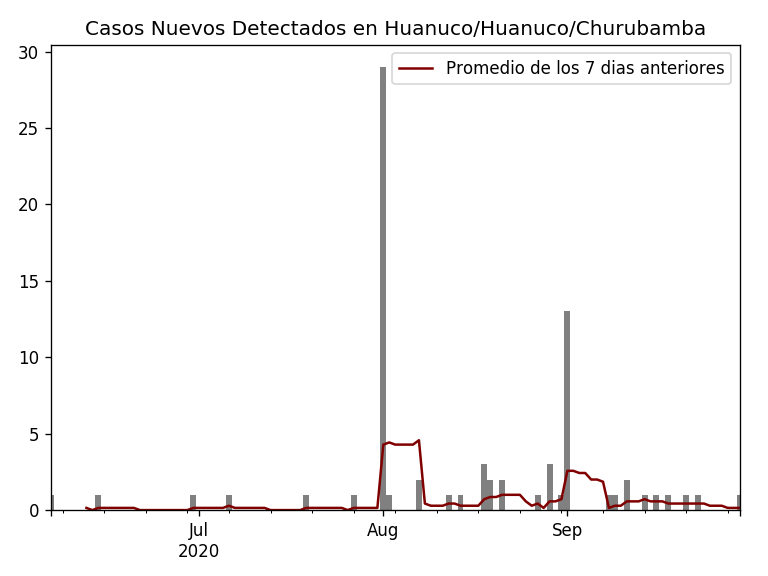 Casos Nuevos Detectados en Huanuco/Huanuco/Churubamba
Promedio de los 7 dias anteriores
30
25
20
15
10
5
0
Jul
2020
Aug
Sep